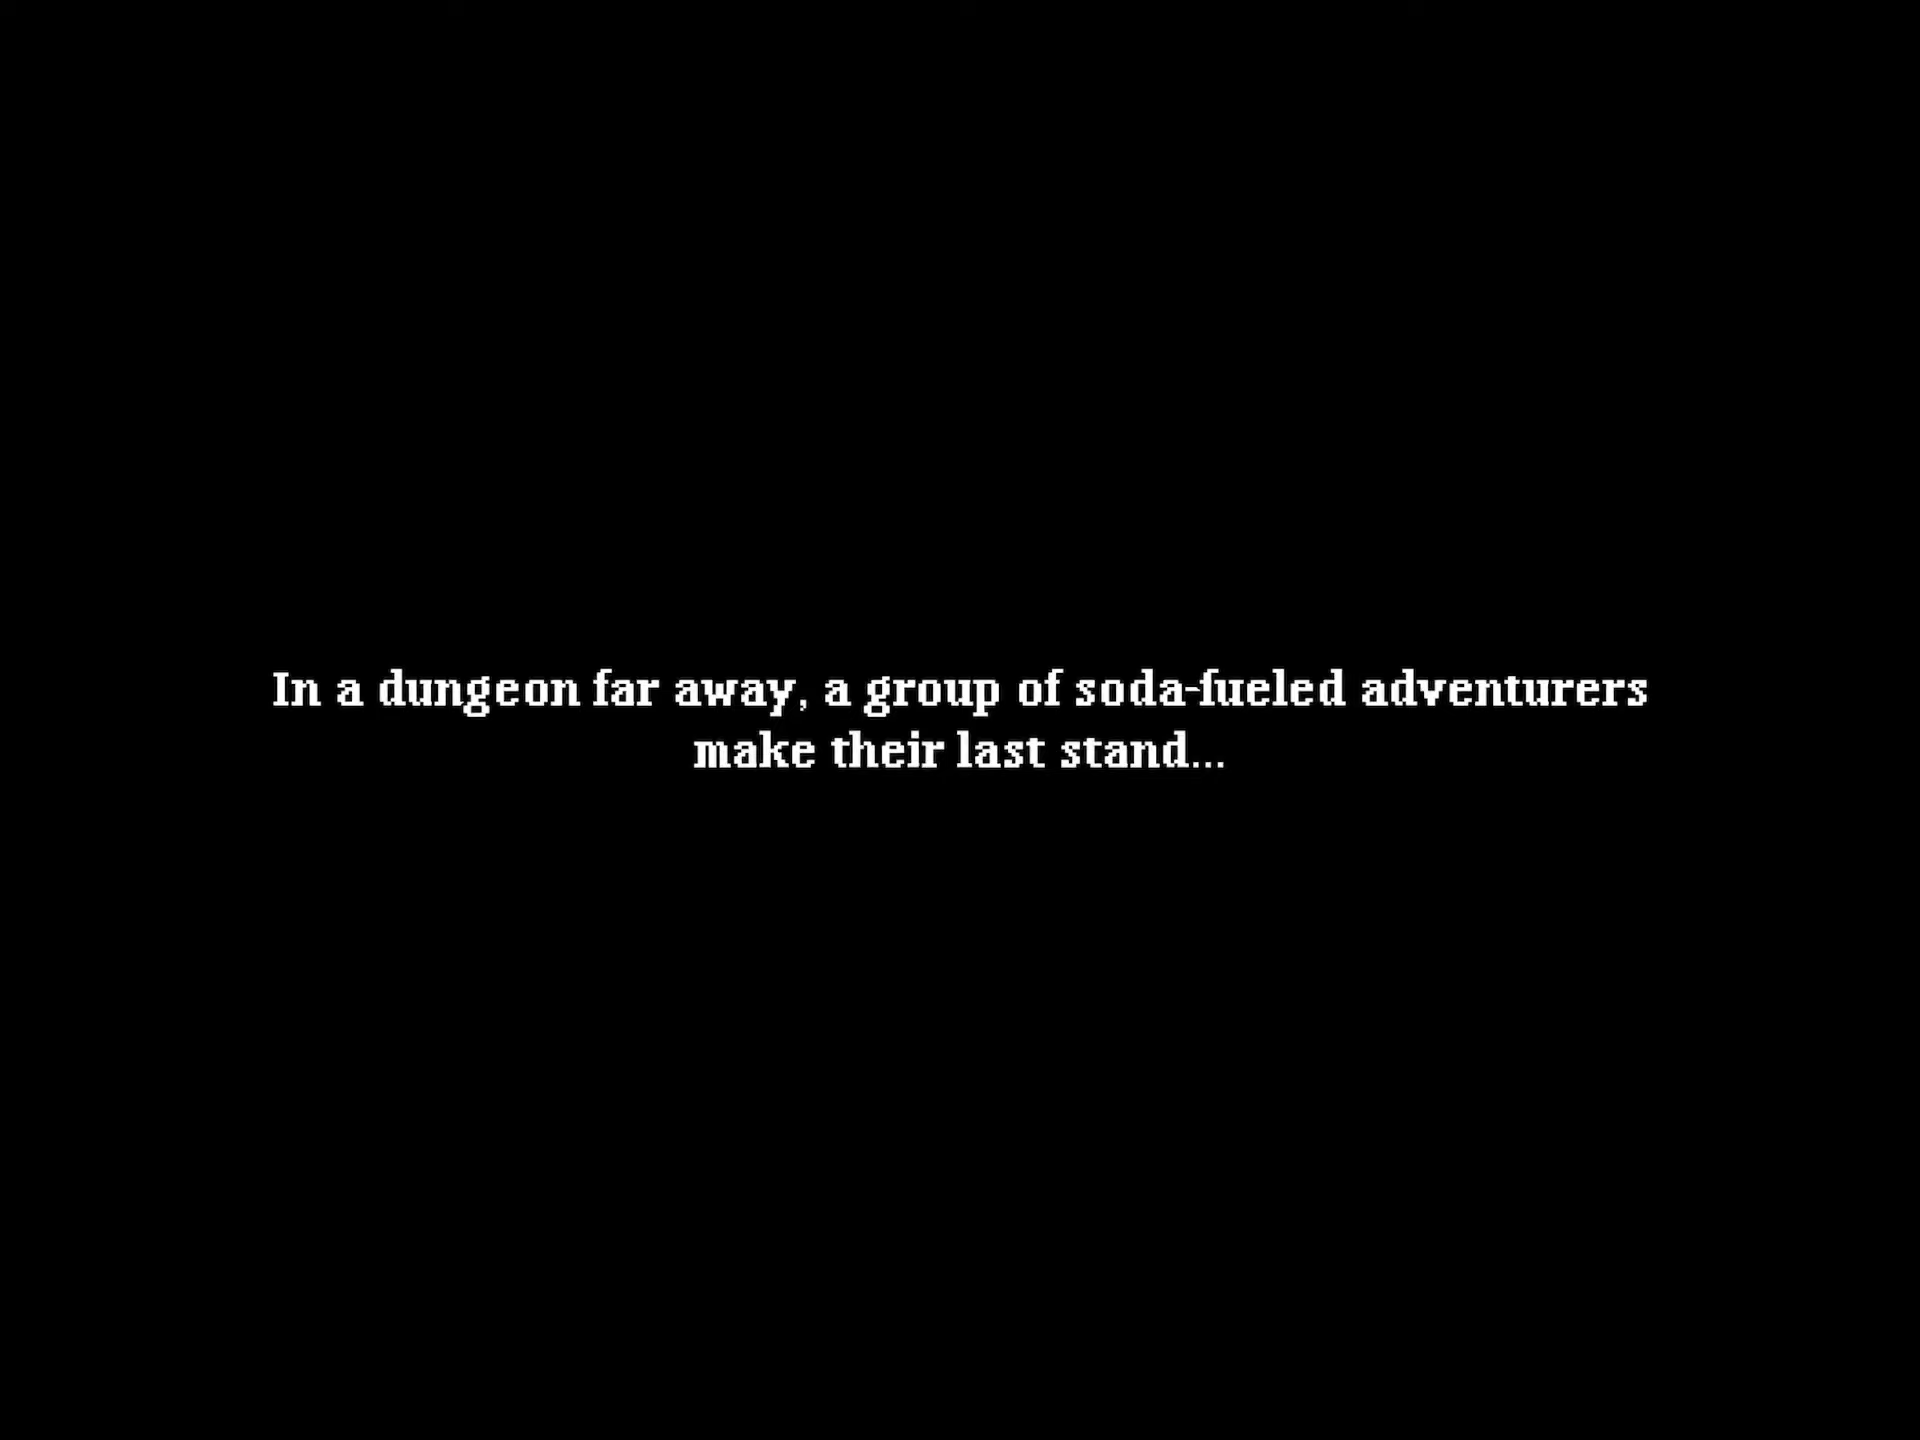 In a dungeon far away, a group of soda-fueled adventurers
make their last stand...